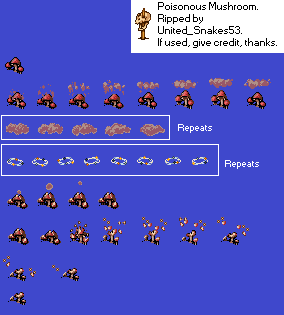 Poisonous Mushroom.
Ripped by
United_Snakes53.
If used, give credit, thanks.
Repeats
Repeats